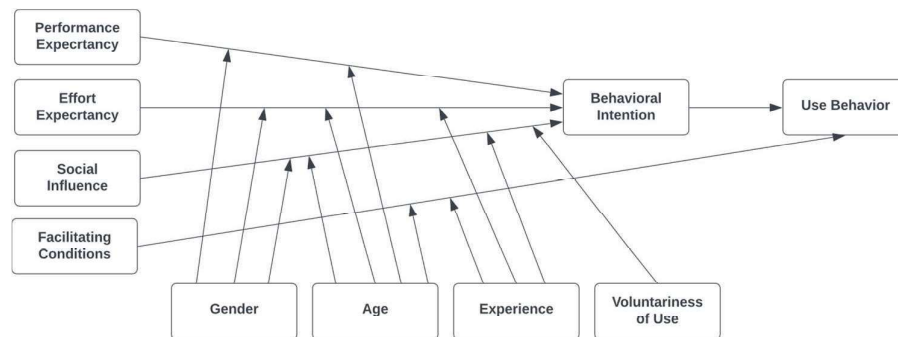 Performance
Expecrtancy
Effort
Expecrtancy
Behavioral
Intention
Use Behavior
Social
Influence
Facilitating
Conditions
Gender
Age
Experience
Voluntariness
of Use